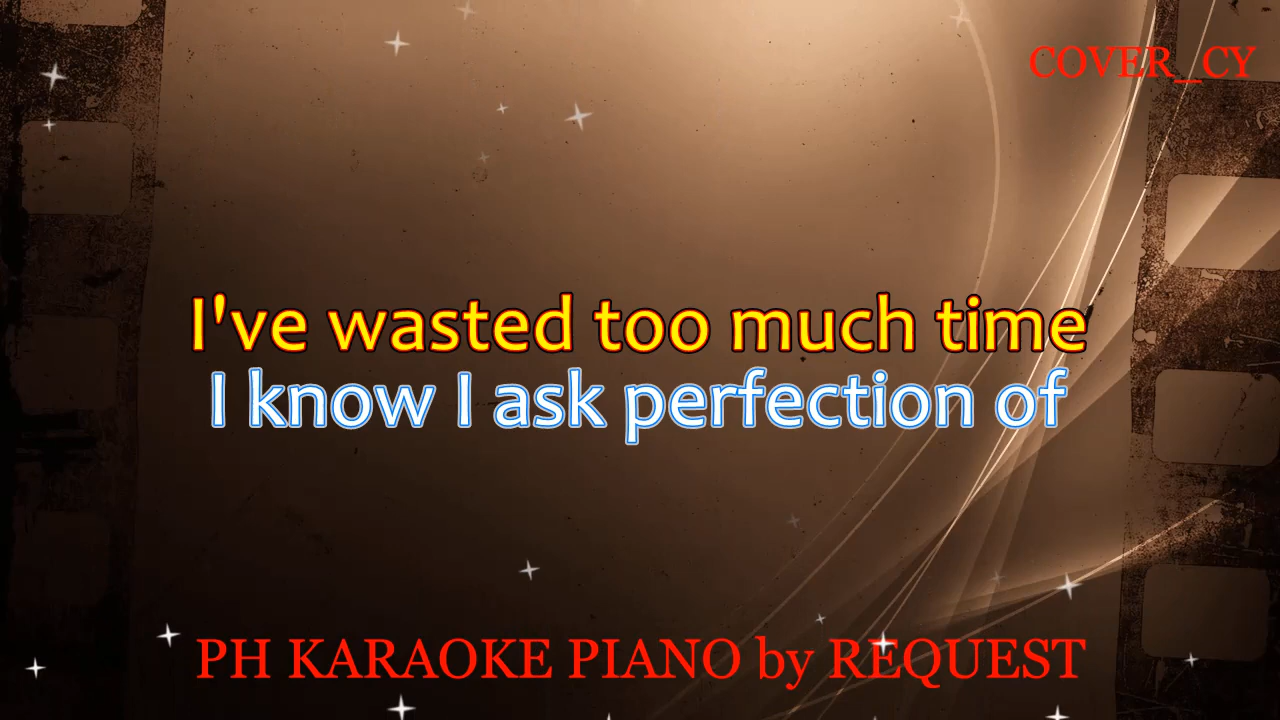 COVER_CY
I've wasted too much time
I know I ask perfection of
PH KARAOKE PIANO by REQUEST